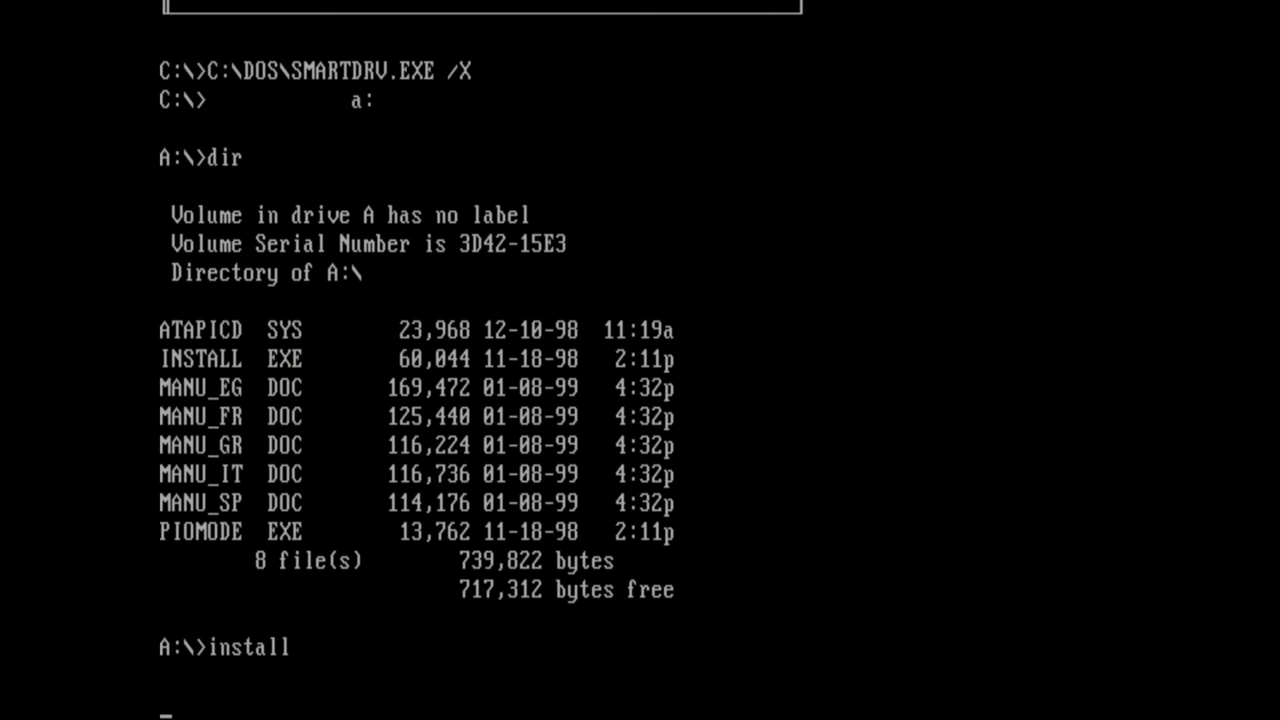 C:\>C:\DOS\SMARTDRV.EXE /X
C:\>            a:
A:\>dir
Volume in drive A has no label
Volume Serial Number is 3D42-15E3
Directory of A:\
ATAPICD  SYS        23,968 12-10-98  11:19a
INSTALL  EXE        60,044 11-18-98   2:11p
MANU_EG  DOC       169,472 01-08-99   4:32p
MANU_FR  DOC       125,440 01-08-99   4:32p
MANU_GR  DOC       116,224 01-08-99   4:32p
MANU_IT  DOC       116,736 01-08-99   4:32p
MANU_SP  DOC       114,176 01-08-99   4:32p
PIOMODE  EXE        13,762 11-18-98   2:11p
8 file(s)        739,822 bytes
717,312 bytes free
A:\>install